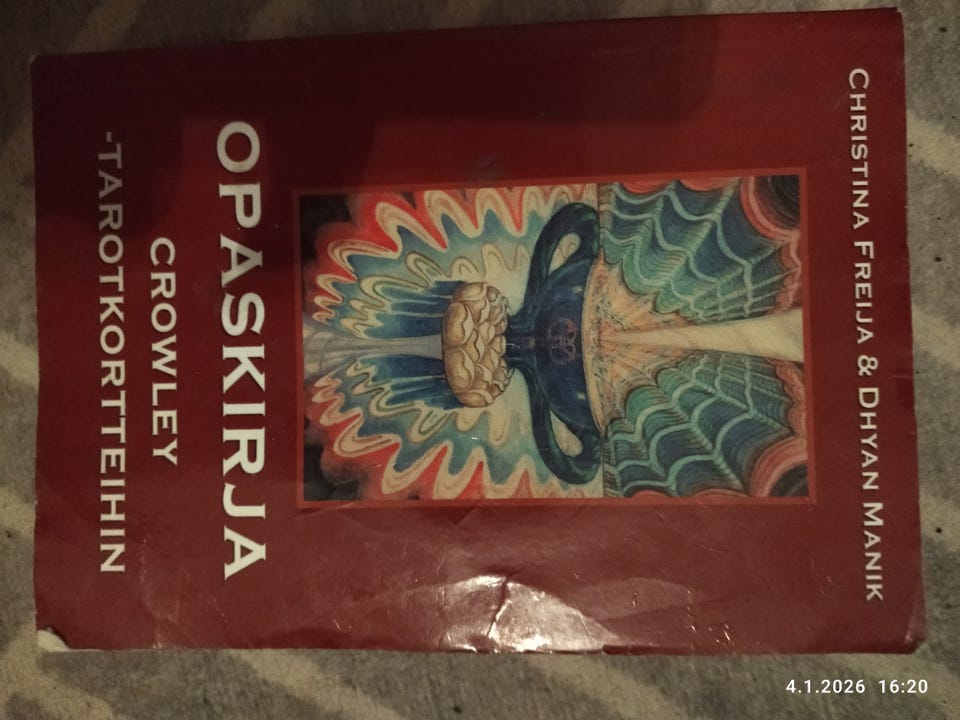 CHRISTINA FREIJA & DHYAN MANIK
OPASKIRJA
CROWLEY
-TAROTKORTTEIHIN
4.1.2026 16:20